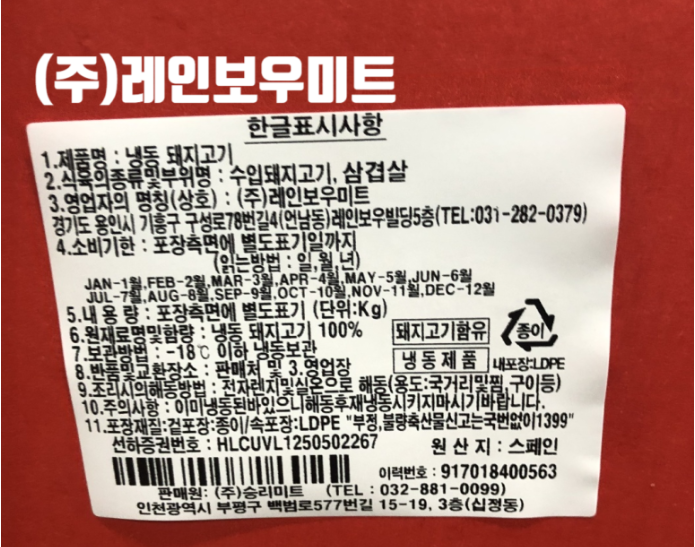 (주)레인보우미트
한글표시사항
1.제품명 : 냉동 돼지고기
2.식육의종류및부위명 : 수입돼지고기, 삼겹살
3.영업자의 명칭(상호) : (주)레인보우미트
경기도 용인시 기흥구 구성로78번길4(언남동)레인보우빌딩5층(TEL:031-282-0379)
4.소비기한 : 포장측면에 별도표기일까지
(읽는방법 : 일,월,년)
JAN-1월,FEB-2월,MAR-3월,APR-4월,MAY-5월,JUN-6월
JUL-7월,AUG-8월,SEP-9월,OCT-10월,NOV-11월,DEC-12월
5.내 용 량 : 포장측면에 별도표기 (단위:Kg)
6.원재료명및함량 : 냉동 돼지고기 100% 돼지고기함유 종이
7.보관방법 : -18℃ 이하 냉동보관
8.반품및교환장소 : 판매처 및 3.영업장 냉동제품 내포장:LDPE
9.조리시의해동방법 : 전자렌지및실온으로 해동(용도:국거리및찜, 구이등)
10.주의사항 : 이미냉동된바있으니해동후재냉동시키지마시기바랍니다.
11.포장재질:겉포장:종이/속포장:LDPE "부정,불량축산물신고는국번없이1399"
선하증권번호 : HLCUVL1250502267 원 산 지 : 스페인
이력번호 : 917018400563
판매원: (주)승리미트 (TEL : 032-881-0099)
인천광역시 부평구 백범로577번길 15-19, 3층(십정동)